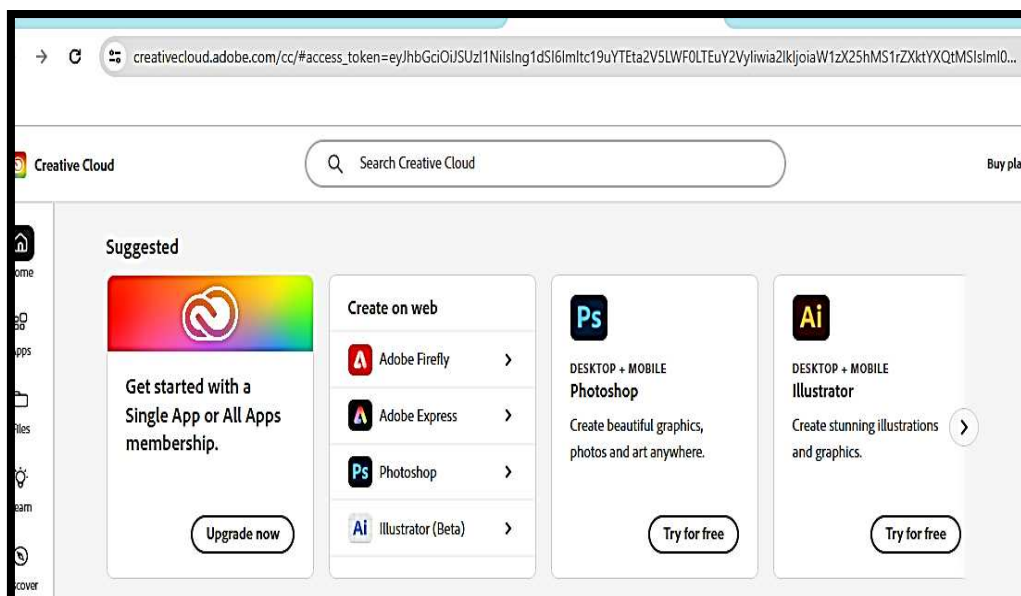 creativecloud.adobe.com/cc/#access_token=eyJhbGciOiJSUzI1NiIsIng1dSI6Imltc19uYTEta2V5LWF0LTEuY2VyIiwia2lkIjoiaW1zX25hMS1rZXktYXQtMSIsIml0...
Creative Cloud
Search Creative Cloud
Buy pla
ome
Suggested
pps
iles
earn
scover
Get started with a
Single App or All Apps
membership.
Upgrade now
Create on web
Adobe Firefly
Adobe Express
Ps Photoshop
Ai Illustrator (Beta)
Ps
DESKTOP + MOBILE
Photoshop
Create beautiful graphics,
photos and art anywhere.
Try for free
Ai
DESKTOP + MOBILE
Illustrator
Create stunning illustrations
and graphics.
Try for free